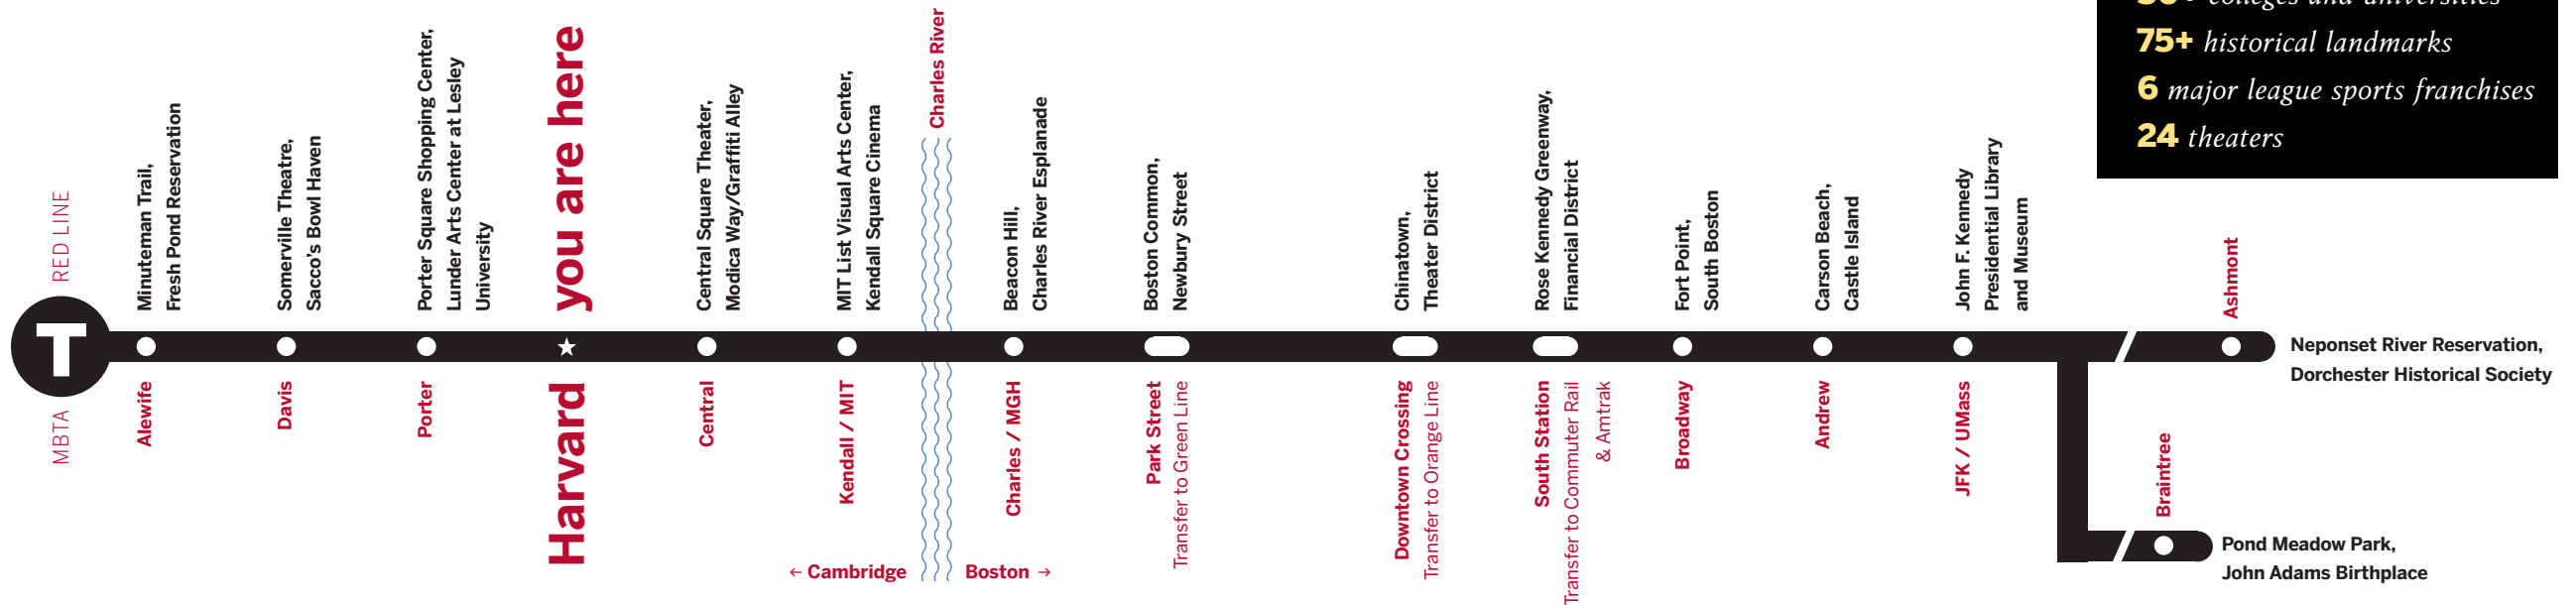 30+ colleges and universities
75+ historical landmarks
6 major league sports franchises
24 theaters
MBTA RED LINE
T
Minuteman Trail,
Fresh Pond Reservation
Alewife
Somerville Theatre,
Sacco's Bowl Haven
Davis
Porter Square Shopping Center,
Lunder Arts Center at Lesley
University
Porter
you are here
Harvard
Central Square Theater,
Modica Way/Graffiti Alley
Central
MIT List Visual Arts Center,
Kendall Square Cinema
Kendall / MIT
Charles River
← Cambridge
Boston →
Beacon Hill,
Charles River Esplanade
Charles / MGH
Boston Common,
Newbury Street
Park Street
Transfer to Green Line
Chinatown,
Theater District
Downtown Crossing
Transfer to Orange Line
Rose Kennedy Greenway,
Financial District
South Station
Transfer to Commuter Rail
& Amtrak
Fort Point,
South Boston
Broadway
Carson Beach,
Castle Island
Andrew
John F. Kennedy
Presidential Library
and Museum
JFK / UMass
Ashmont
Neponset River Reservation,
Dorchester Historical Society
Braintree
Pond Meadow Park,
John Adams Birthplace